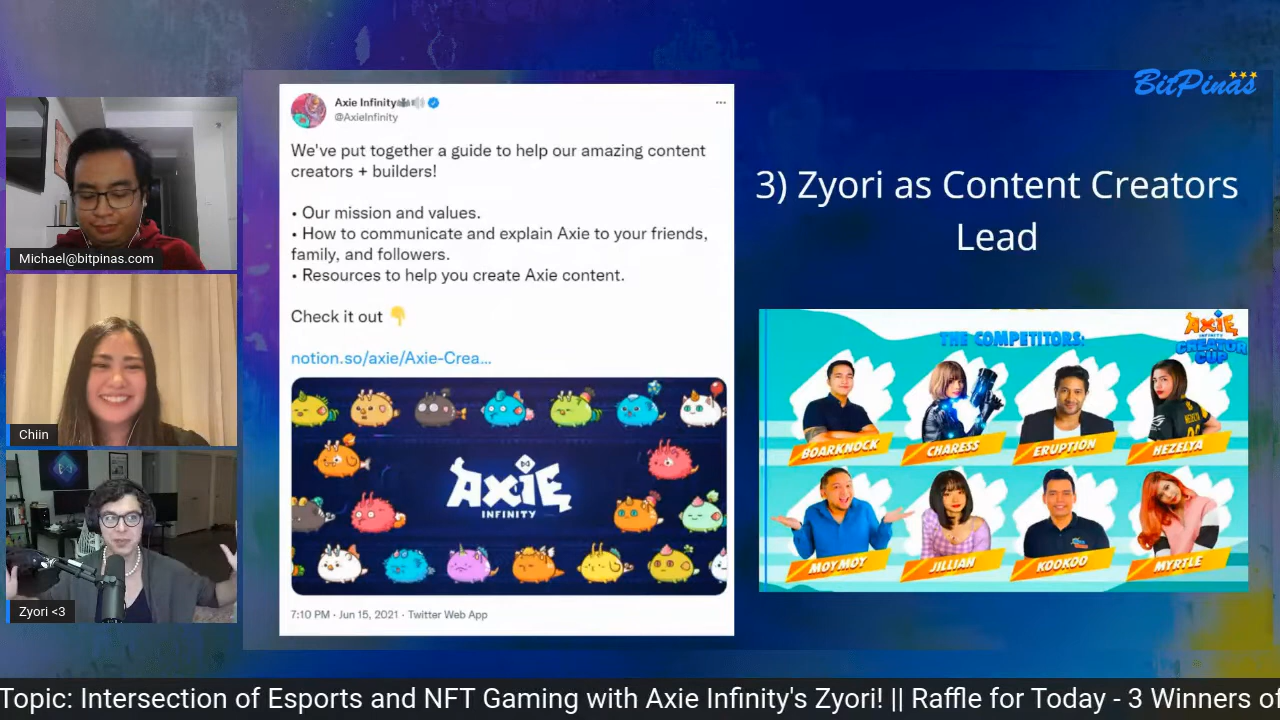 BitPinas
Axie Infinity
@AxieInfinity
We've put together a guide to help our amazing content
creators + builders!
• Our mission and values.
• How to communicate and explain Axie to your friends,
family, and followers.
• Resources to help you create Axie content.
Check it out 👇
notion.so/axie/Axie-Crea...
AXIE
INFINITY
7:10 PM · Jun 15, 2021 · Twitter Web App
3) Zyori as Content Creators
Lead
THE COMPETITORS:
AXIE
INFINITY
CREATOR
CUP
BOARKNOCK
CHARESS
ERUPTION
HEZELYA
MOYMOY
JILLIAN
KOOKOO
MYRTLE
Michael@bitpinas.com
Chiin
Zyori <3
Topic: Intersection of Esports and NFT Gaming with Axie Infinity's Zyori! || Raffle for Today - 3 Winners of